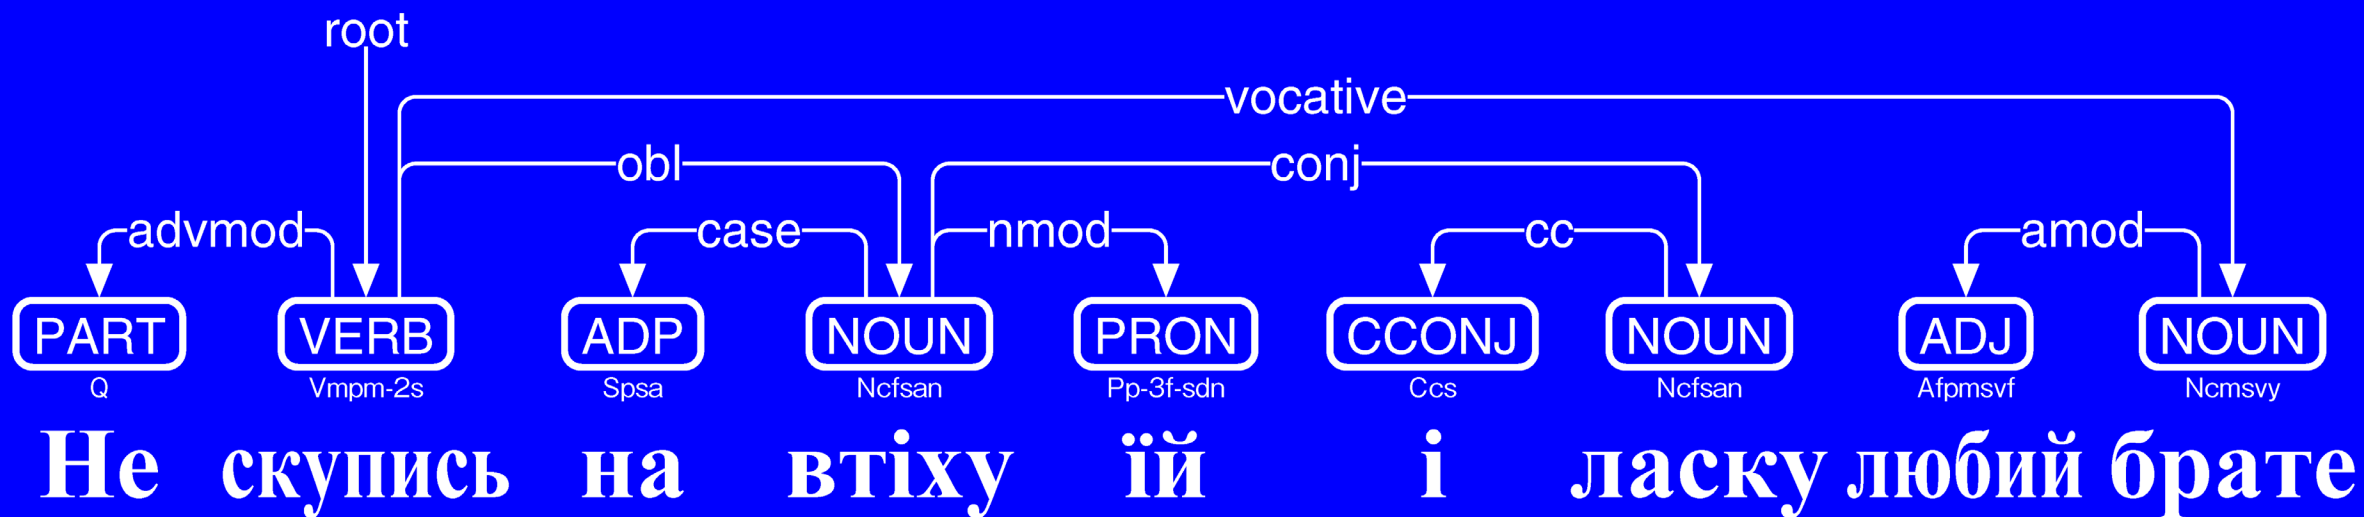 root
vocative
obl conj
advmod case nmod cc amod
PART VERB ADP NOUN PRON CCONJ NOUN ADJ NOUN
Q Vmpm-2s Spsa Ncfsan Pp-3f-sdn Ccs Ncfsan Afpmsvf Ncmsvy
Не скупись на втіху їй і ласку любий брате